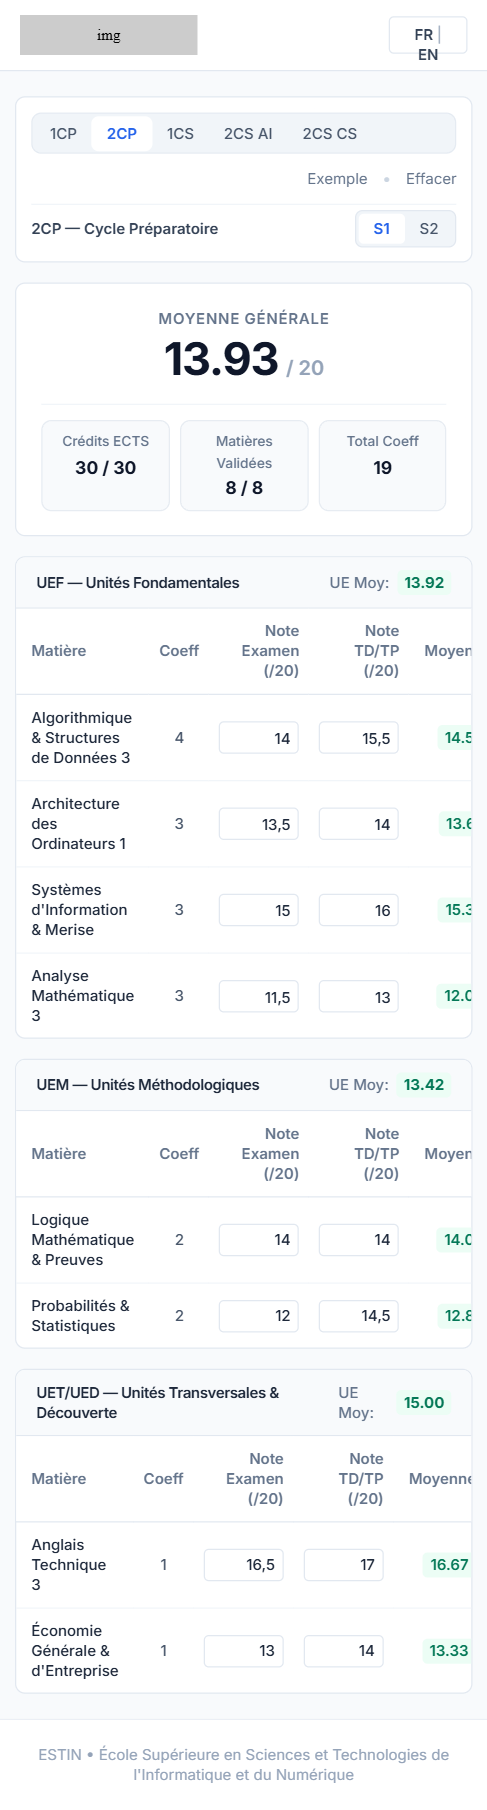 img
FR |
EN
1CP 2CP 1CS 2CS AI 2CS CS
Exemple • Effacer
2CP — Cycle Préparatoire S1 S2
MOYENNE GÉNÉRALE
13.93 / 20
Crédits ECTS
30 / 30
Matières
Validées
8 / 8
Total Coeff
19
UEF — Unités Fondamentales UE Moy: 13.92
Matière Coeff Note Examen (/20) Note TD/TP (/20)
Algorithmique
& Structures
de Données 3
4 14 15,5
Architecture
des
Ordinateurs 1
3 13,5 14
Systèmes
d'Information
& Merise
3 15 16
Analyse
Mathématique
3
3 11,5 13
UEM — Unités Méthodologiques UE Moy: 13.42
Matière Coeff Note Examen (/20) Note TD/TP (/20)
Logique
Mathématique
& Preuves
2 14 14
Probabilités &
Statistiques
2 12 14,5
UET/UED — Unités Transversales &
Découverte
UE
Moy:
15.00
Matière Coeff Note Examen (/20) Note TD/TP (/20) Moyenne
Anglais
Technique
3
1 16,5 17 16.67
Économie
Générale &
d'Entreprise
1 13 14 13.33
ESTIN • École Supérieure en Sciences et Technologies de
l'Informatique et du Numérique